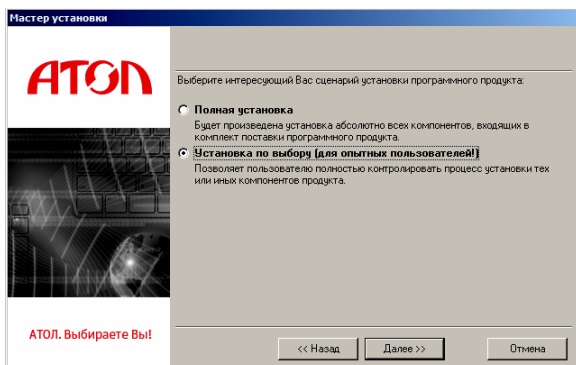 Мастер установки
АТОЛ
Выберите интересующий Вас сценарий установки программного продукта:
Полная установка
Будет произведена установка абсолютно всех компонентов, входящих в
комплект поставки программного продукта.
Установка по выбору (для опытных пользователей!)
Позволяет пользователю полностью контролировать процесс установки тех
или иных компонентов продукта.
АТОЛ. Выбираете Вы!
<< Назад
Далее >>
Отмена